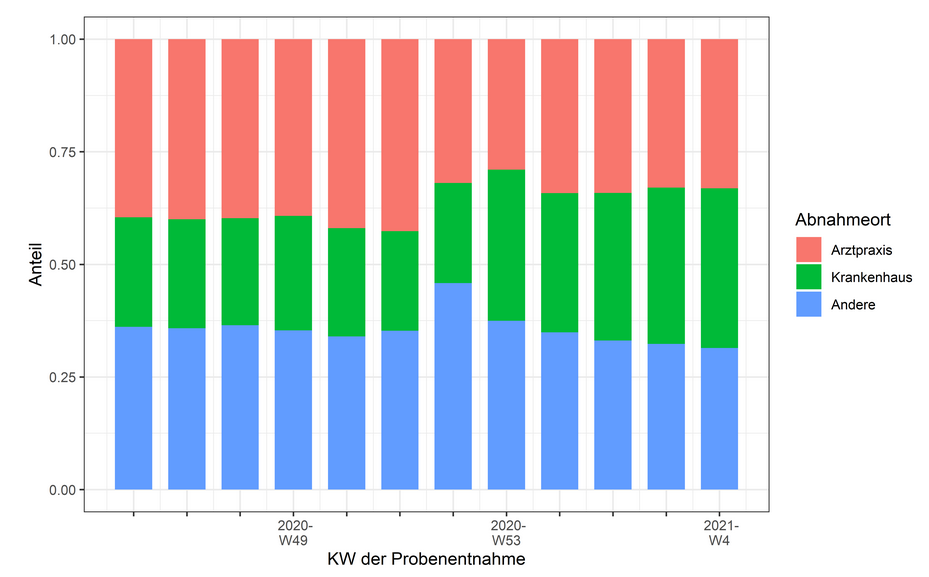 1.00
0.75
0.50
0.25
0.00
Anteil
2020-
W49
2020-
W53
2021-
W4
KW der Probenentnahme
Abnahmeort
Arztpraxis
Krankenhaus
Andere